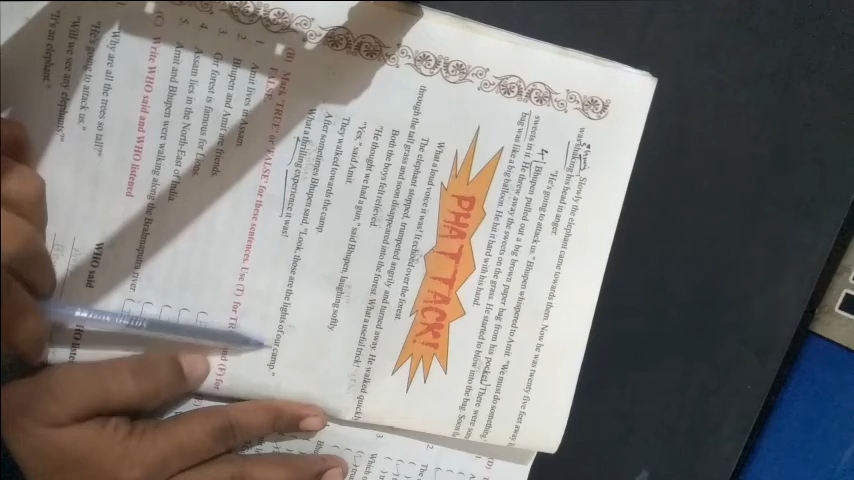 Slowly the elephant came towards them. Now he was twenty five feet away
was shaking his head in anger.
"He's going to attack us," Bhupen whispered to Amit. "We must do something
Bhupen pulled out a big brown paper bag from his pocket. There were some
sweets in it. He threw away the sweets on the grass. He started to blow into the bag. Soon
bag was like a big balloon. He hit it hard with his hand.
PHATTACK!
What a loud voice it was! It echoed over the forest.
The elephant stopped, trumpeted angrily and turned away. He walked quickly
through the tall grass and soon disappeared into the forest. What a useful trick!
Both the boys felt relieved.
"He thought we had a gun," said Bhupen, laughing softly.
"Yes," said Amit.
They walked towards the camp.
After sometimes Bhupen said, "Look, those are the lights of our camp."
What a thrilling experience it was!
(B) Mark 'TRUE' or 'FALSE' for these sentences. Use (T) for and (F) for
FALSE.
1. Amit lives in Assam
2. Bhupen and Amit are friends
3. Gir forest is famous for Lions
4. Assam lies in the North-East of India
5. Amit and Bhupen were walking along the Brahmaputra river.
(C) Write WHO said and WHO listened
WHO said
"Why are all the trees so tall?"
"He's going to attack us."
"Will we see any elephants?"
"It's an elephant."